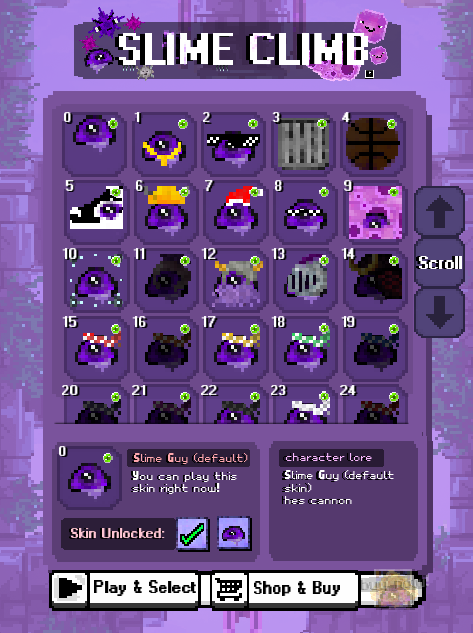 SLIME CLIMB
0 1 2 3 4
5 6 7 8 9
10 11 12 13 14
15 16 17 18 19
20 21 22 23 24
Scroll
0
Slime Guy (default)
You can play this
skin right now!
Skin Unlocked:
character lore
Slime Guy (default
skin)
hes cannon
Play & Select
Shop & Buy